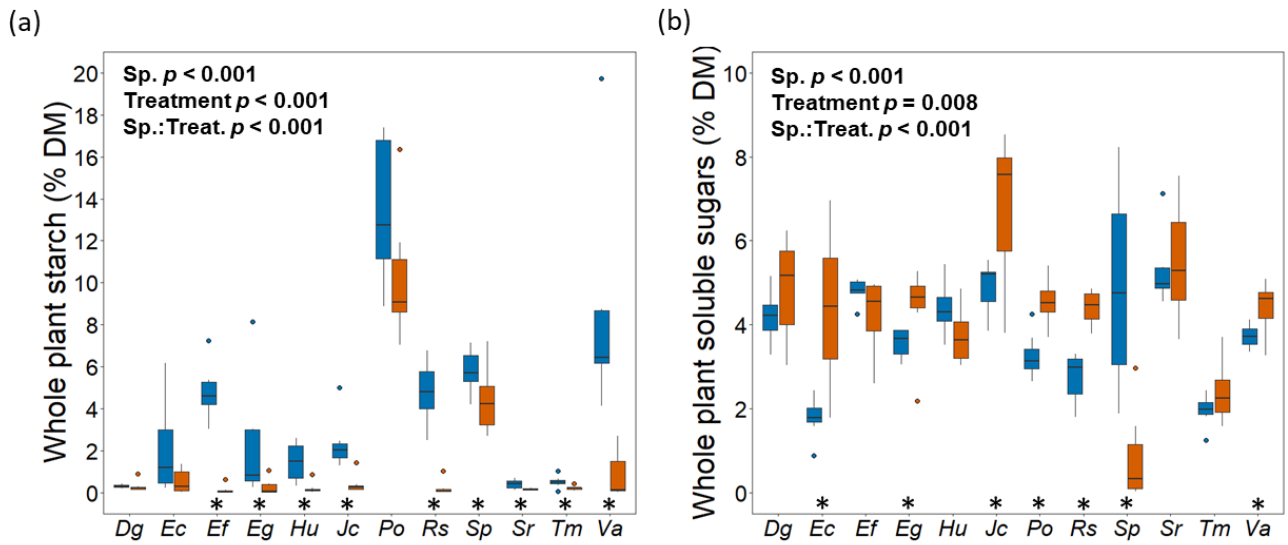 (a)
Whole plant starch (% DM)
Sp. p < 0.001
Treatment p < 0.001
Sp.:Treat. p < 0.001
20
18
16
14
12
10
8
6
4
2
0
* * * * * * * * *
Dg Ec Ef Eg Hu Jc Po Rs Sp Sr Tm Va
(b)
Whole plant soluble sugars (% DM)
Sp. p < 0.001
Treatment p = 0.008
Sp.:Treat. p < 0.001
10
8
6
4
2
0
* * * * * * *
Dg Ec Ef Eg Hu Jc Po Rs Sp Sr Tm Va